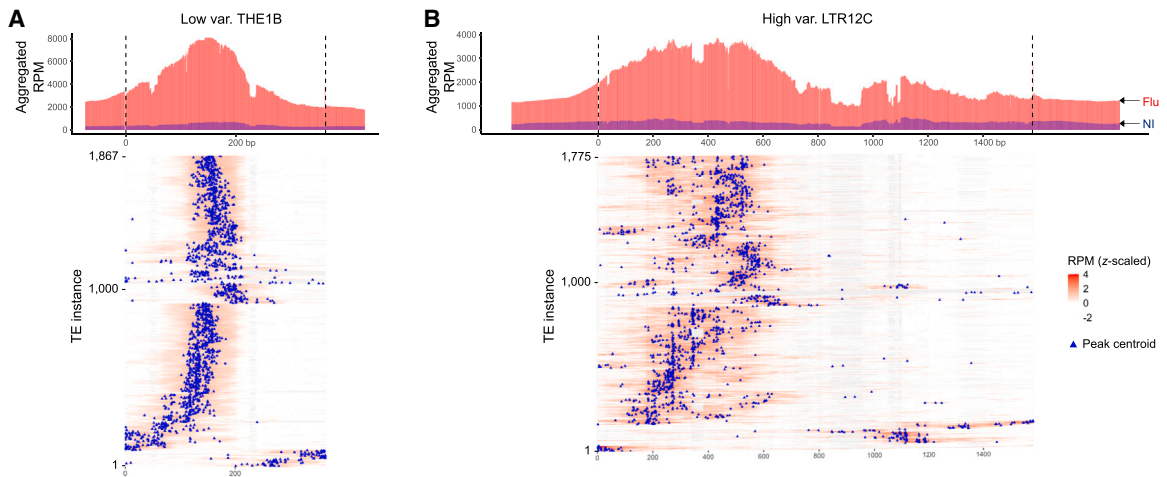 A
Low var. THE1B
Aggregated
RPM
8000
6000
4000
2000
0
0
200 bp
1,867
TE instance
1,000
1
0
200
B
High var. LTR12C
Aggregated
RPM
4000
3000
2000
1000
0
Flu
NI
0
200
400
600
800
1000
1200
1400 bp
1,775
TE instance
1,000
1
0
200
400
600
800
1000
1200
1400
RPM (z-scaled)
4
2
0
-2
Peak centroid